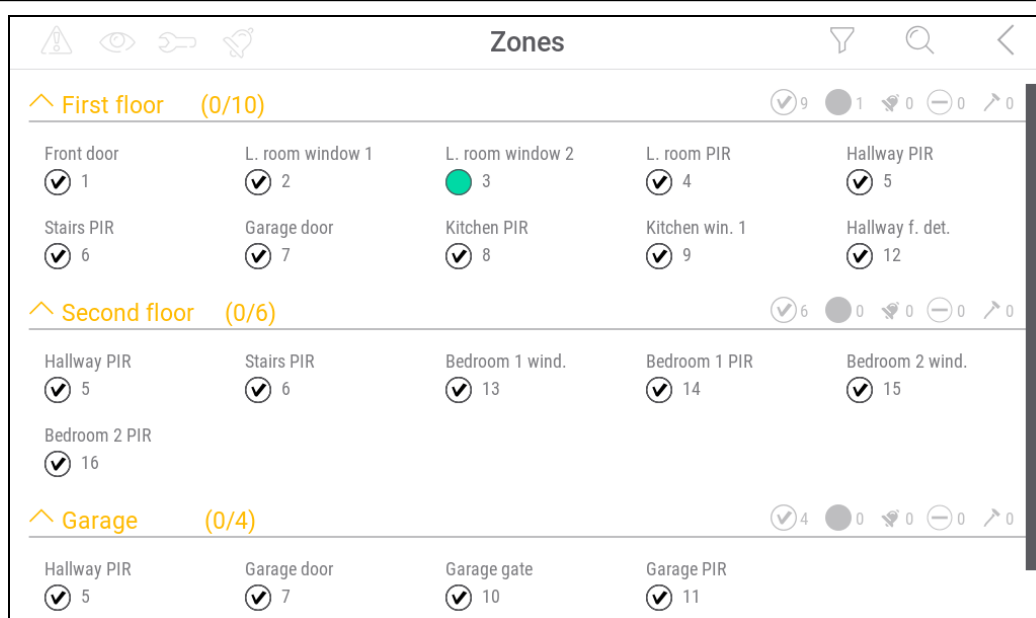 Zones
First floor (0/10) 9 1 0 0 0
Front door L. room window 1 L. room window 2 L. room PIR Hallway PIR
1 2 3 4 5
Stairs PIR Garage door Kitchen PIR Kitchen win. 1 Hallway f. det.
6 7 8 9 12
Second floor (0/6) 6 0 0 0 0
Hallway PIR Stairs PIR Bedroom 1 wind. Bedroom 1 PIR Bedroom 2 wind.
5 6 13 14 15
Bedroom 2 PIR
16
Garage (0/4) 4 0 0 0 0
Hallway PIR Garage door Garage gate Garage PIR
5 7 10 11